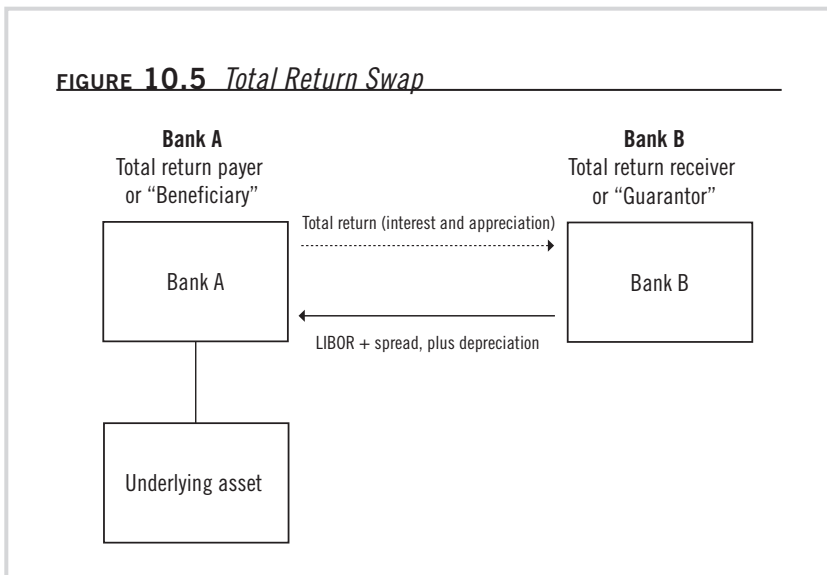 FIGURE 10.5 Total Return Swap
Bank A
Total return payer
or “Beneficiary”
Bank B
Total return receiver
or “Guarantor”
Total return (interest and appreciation)
Bank A
Bank B
LIBOR + spread, plus depreciation
Underlying asset